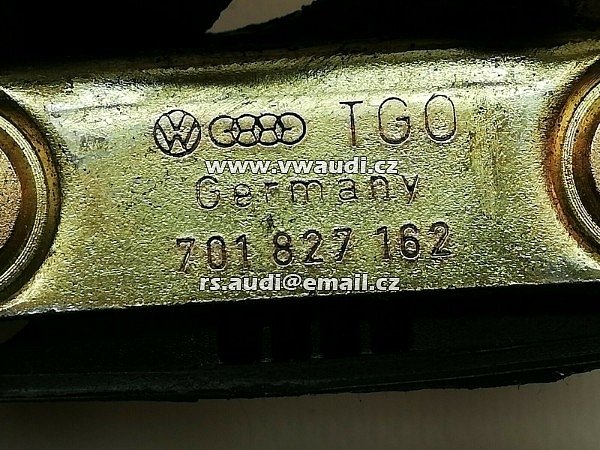 TGO
www.vwaudi.cz
Germany
701 827 162
rs.audi@email.cz